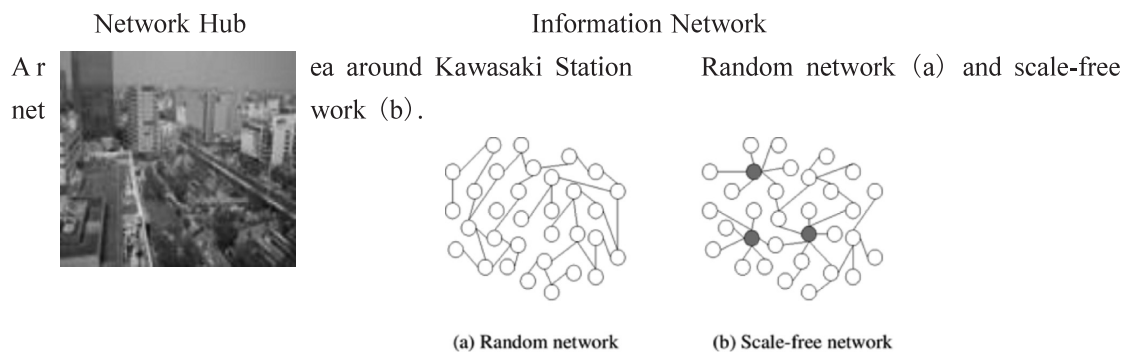 Network Hub Information Network
A r ea around Kawasaki Station Random network (a) and scale-free
net work (b).
(a) Random network (b) Scale-free network